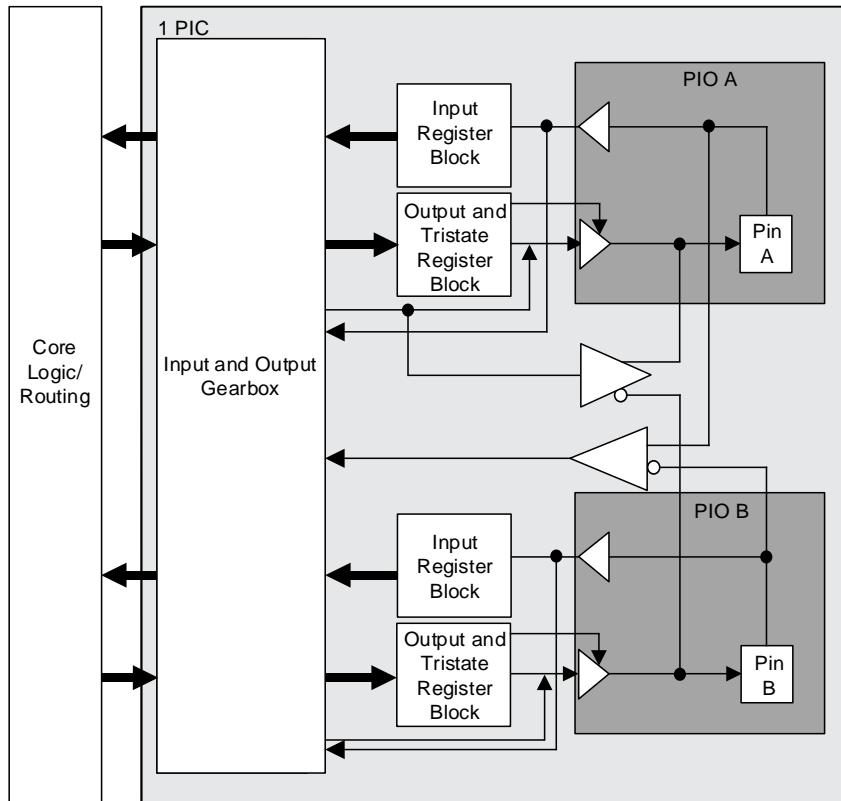 1 PIC
PIO A
Input
Register
Block
Output and
Tristate
Register
Block
Pin
A
Core
Logic/
Routing
Input and Output
Gearbox
PIO B
Input
Register
Block
Output and
Tristate
Register
Block
Pin
B